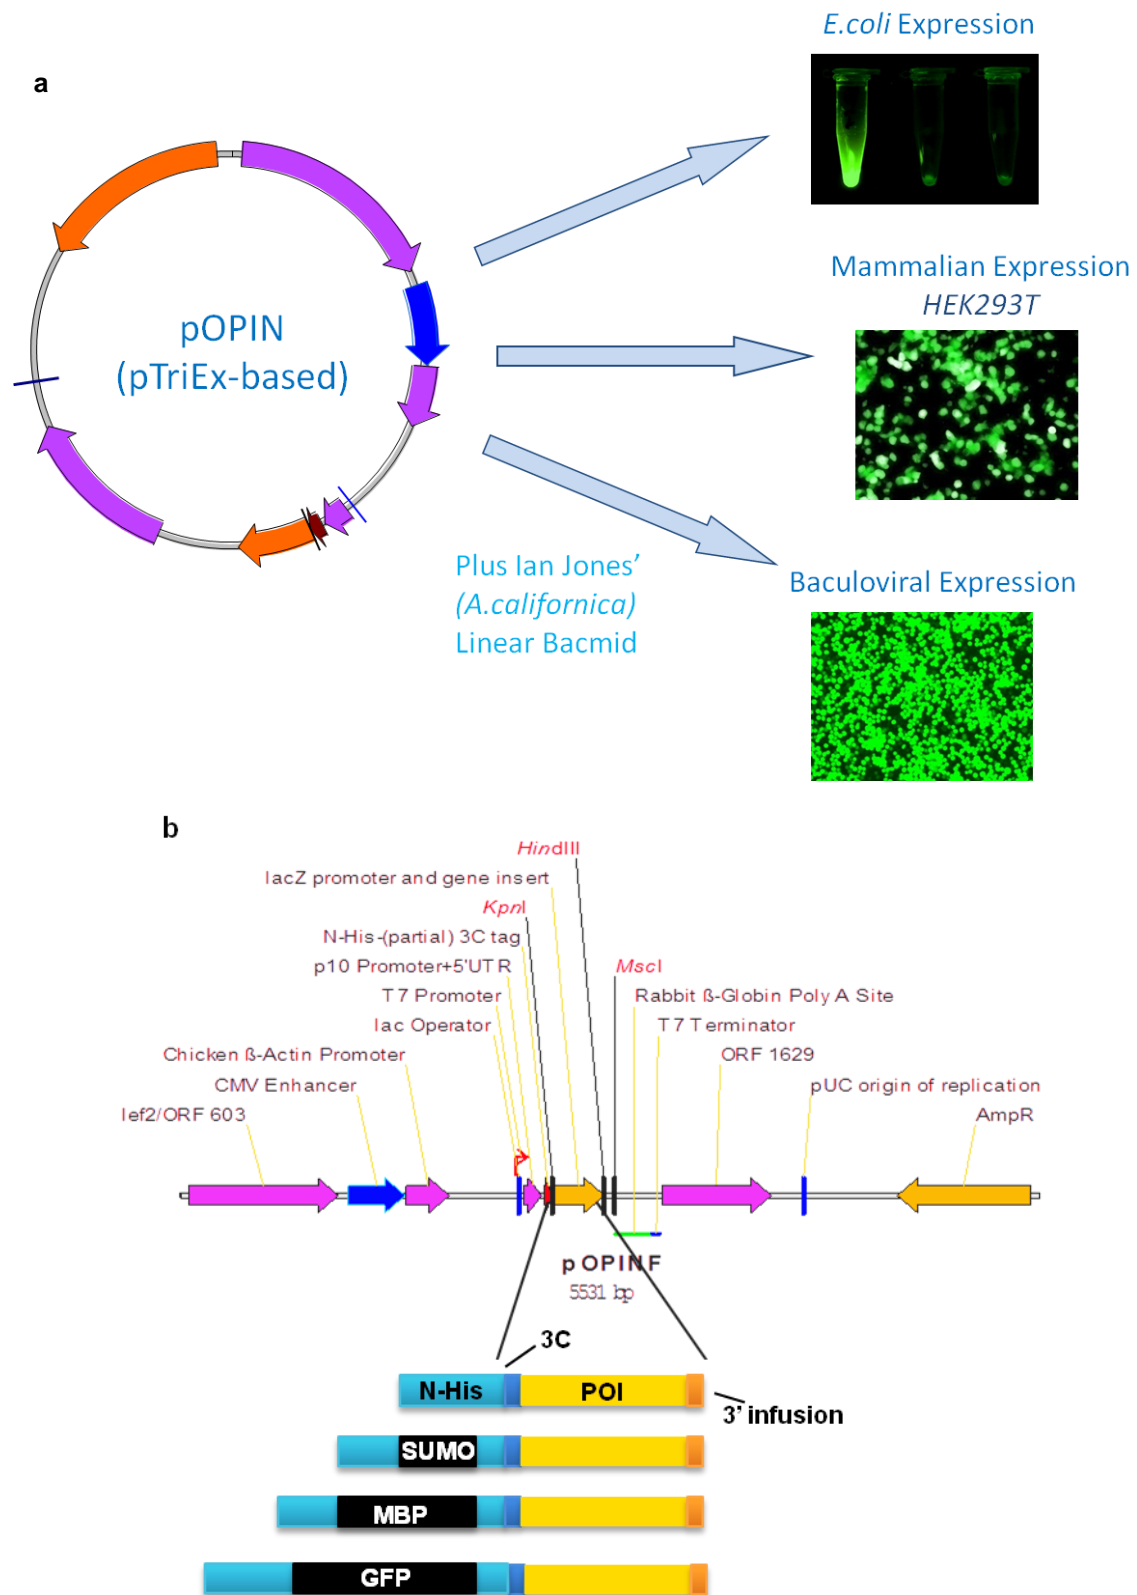 a
E.coli Expression
pOPIN
(pTriEx-based)
Mammalian Expression
HEK293T
Plus Ian Jones’
(A.californica)
Linear Bacmid
Baculoviral Expression
b
HindIII
lacZ promoter and gene insert
KpnI
N-His-(partial) 3C tag
p10 Promoter+5'UTR
MscI
T7 Promoter
Rabbit ß-Globin Poly A Site
lac Operator
T7 Terminator
Chicken ß-Actin Promoter
ORF 1629
CMV Enhancer
pUC origin of replication
lef2/ORF 603
AmpR
pOPINF
5531 bp
3C
N-His
POI
3’ infusion
SUMO
MBP
GFP